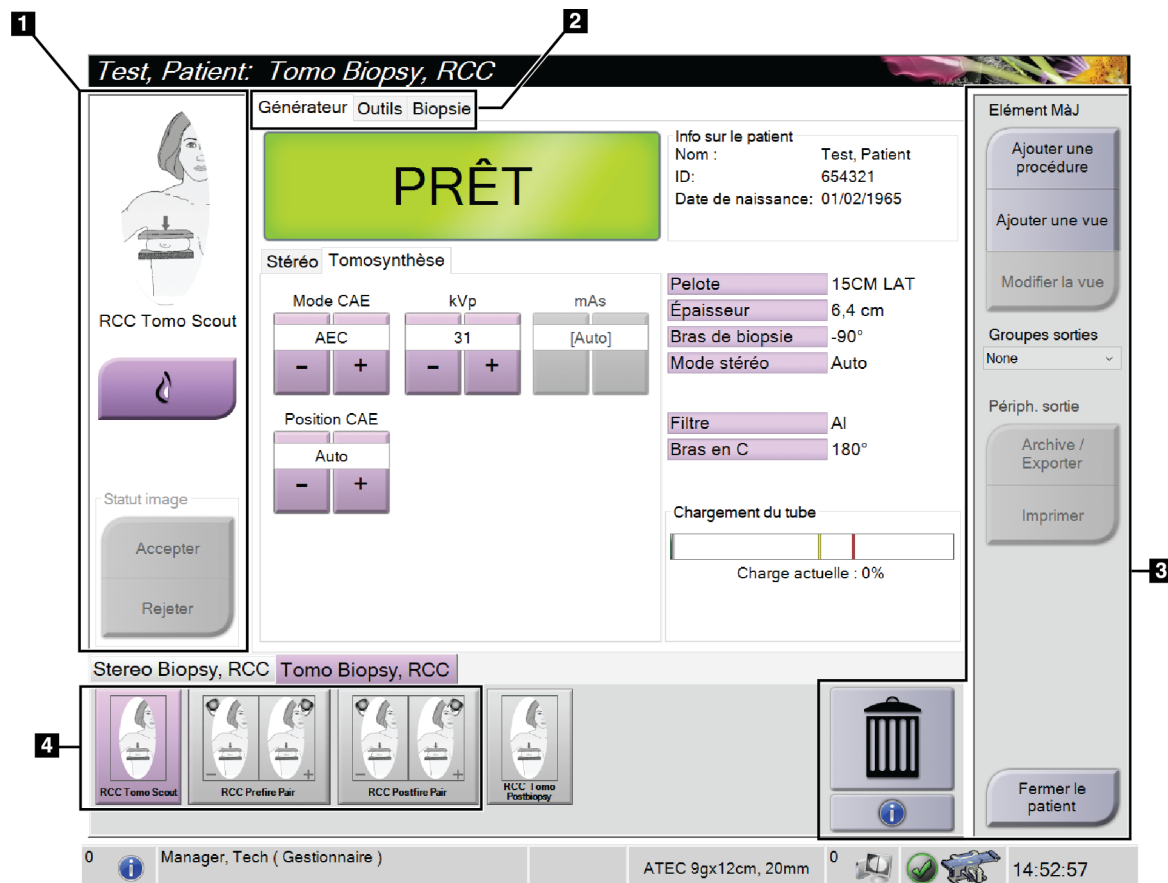 1
2
Test, Patient: Tomo Biopsy, RCC
Générateur Outils Biopsie
PRÊT
Info sur le patient
Nom : Test, Patient
ID: 654321
Date de naissance: 01/02/1965
RCC Tomo Scout
Statut image
Accepter
Rejeter
Stéréo Tomosynthèse
Mode CAE kVp mAs
AEC 31 [Auto]
- + - +
Position CAE
Auto
- +
Pelote 15CM LAT
Épaisseur 6,4 cm
Bras de biopsie -90°
Mode stéréo Auto
Filtre Al
Bras en C 180°
Chargement du tube
Charge actuelle : 0%
Elément MàJ
Ajouter une
procédure
Ajouter une vue
Modifier la vue
Groupes sorties
None
Périph. sortie
Archive /
Exporter
Imprimer
3
Stereo Biopsy, RCC Tomo Biopsy, RCC
4
- + - +
RCC Tomo Scout RCC Prefire Pair RCC Postfire Pair RCC Tomo
Postbiopsy
Fermer le
patient
0 Manager, Tech ( Gestionnaire ) ATEC 9gx12cm, 20mm 0 14:52:57